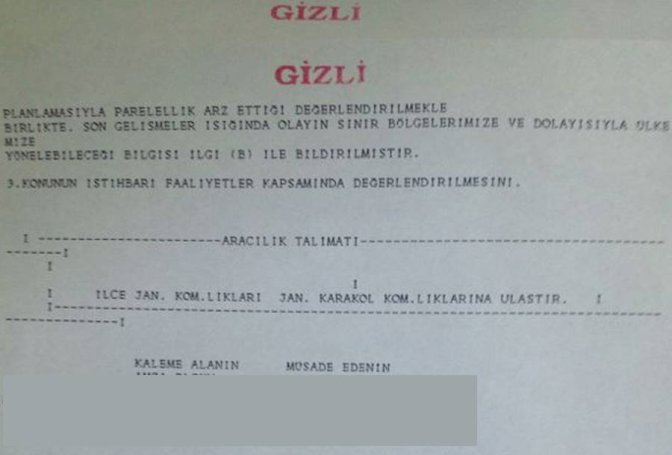 GİZLİ
GİZLİ
PLANLAMASIYLA PARELELLIK ARZ ETTIGI DEGERLENDIRILMEKLE
BIRLIKTE. SON GELISMELER ISIGINDA OLAYIN SINIR BOLGELERIMIZE VE DOLAYISIYLA ULKE
MIZE
YONELEBILECEGI BILGISI ILGI (B) ILE BILDIRILMISTIR.
3.KONUNUN ISTIHBARI FAALIYETLER KAPSAMINDA DEGERLENDIRILMESINI.
I -----------------------ARACILIK TALIMATI--------------------------------------
-------I
I
I
I ILCE JAN. KOM.LIKLARI JAN. KARAKOL KOM.LIKLARINA ULASTIR. I
I-------------------------------------------------------------------------------
--------------I
KALEME ALANIN MUSADE EDENIN